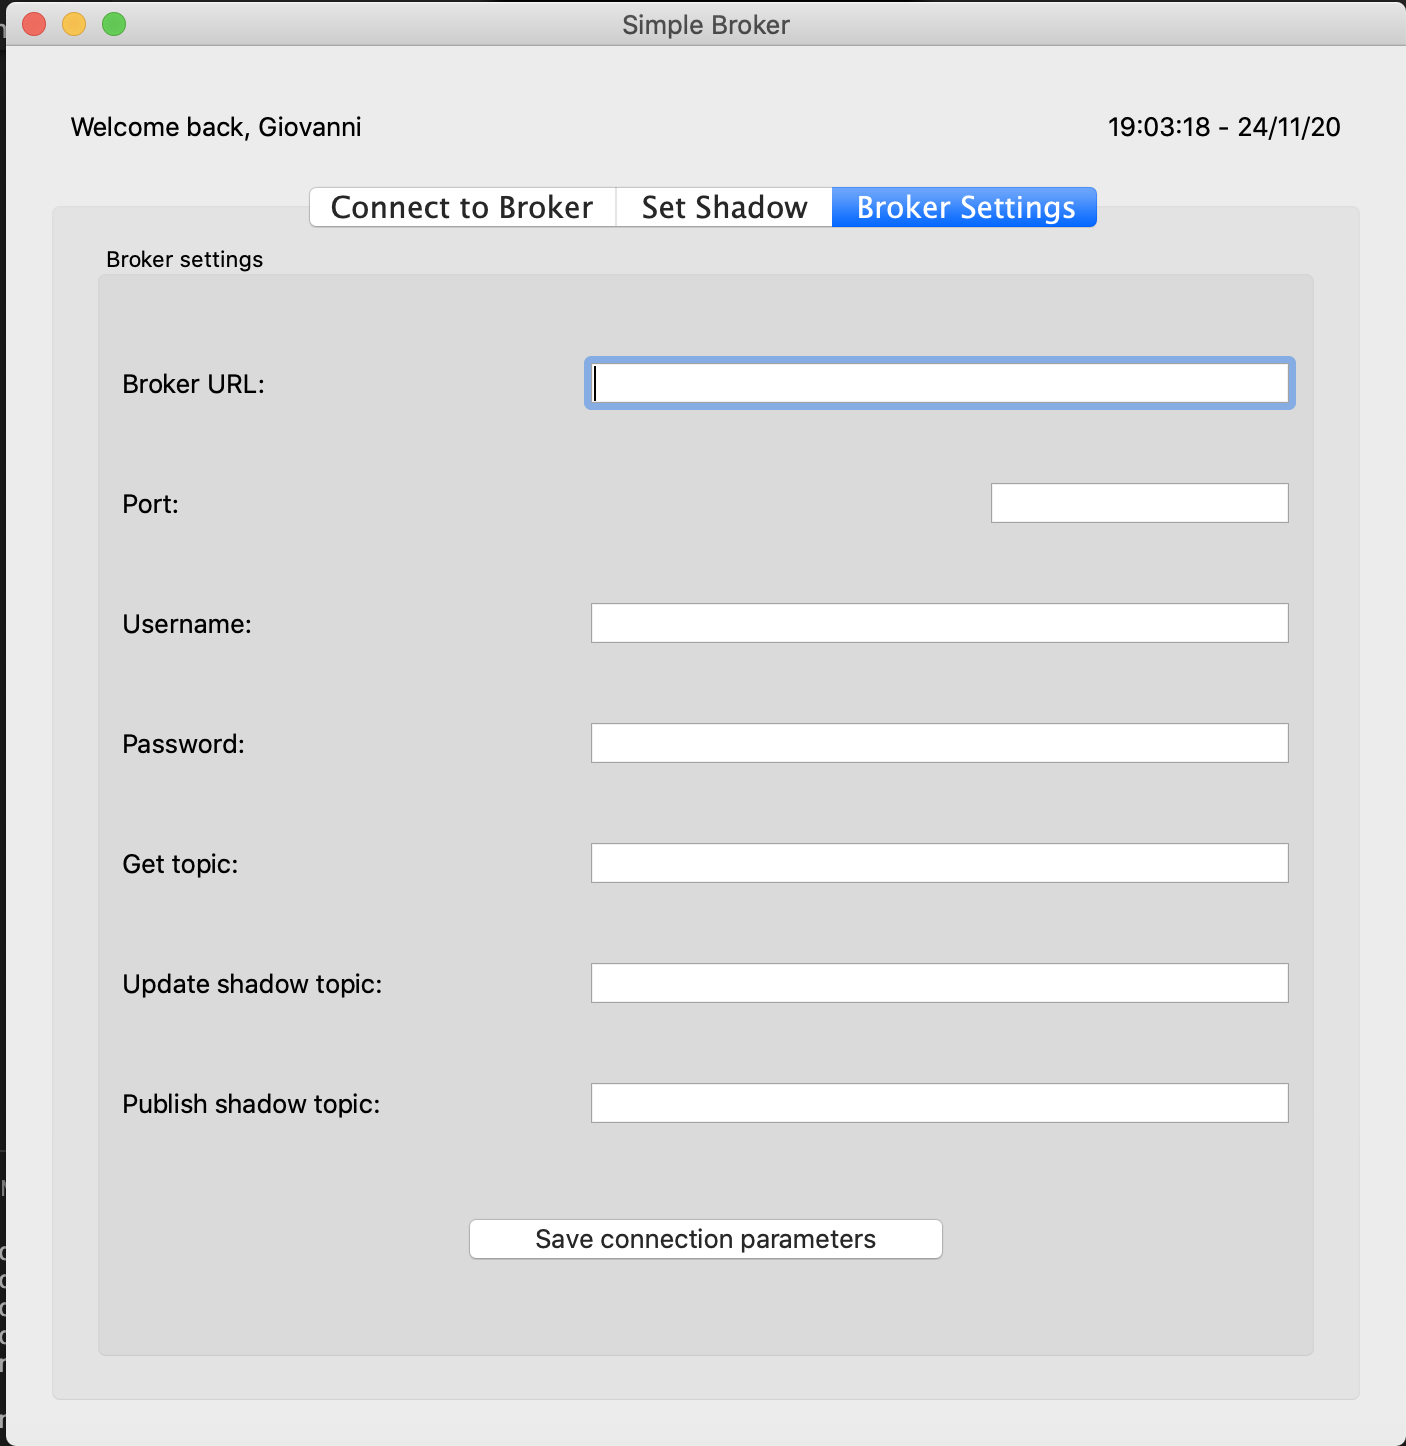 Simple Broker
Welcome back, Giovanni
19:03:18 - 24/11/20
Connect to Broker
Set Shadow
Broker Settings
Broker settings
Broker URL:
Port:
Username:
Password:
Get topic:
Update shadow topic:
Publish shadow topic:
Save connection parameters